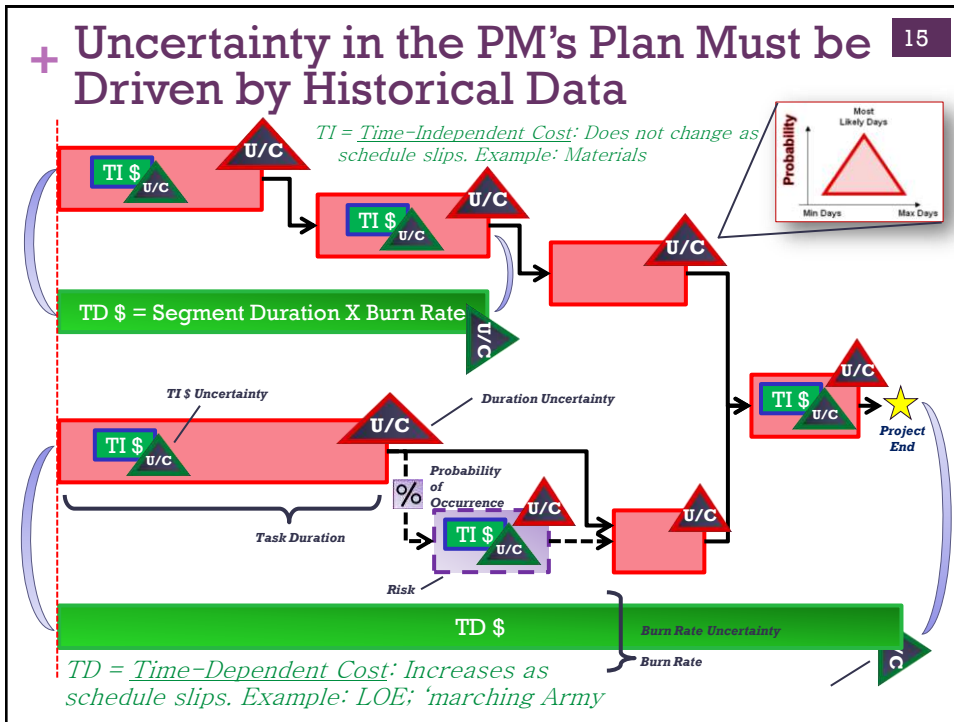 + Uncertainty in the PM's Plan Must be
Driven by Historical Data
15
TI = Time-Independent Cost: Does not change as
schedule slips. Example: Materials
Most
Likely Days
Probability
Min Days
Max Days
U/C
TI $
U/C
U/C
TI $
U/C
U/C
TD $ = Segment Duration X Burn Rate
U/C
U/C
TI $
U/C
Project
End
TI $ Uncertainty
Duration Uncertainty
U/C
TI $
U/C
%
Probability
of
Occurrence
U/C
TI $
U/C
U/C
Task Duration
Risk
TD $
Burn Rate Uncertainty
Burn Rate
U/C
TD = Time-Dependent Cost: Increases as
schedule slips. Example: LOE; 'marching Army